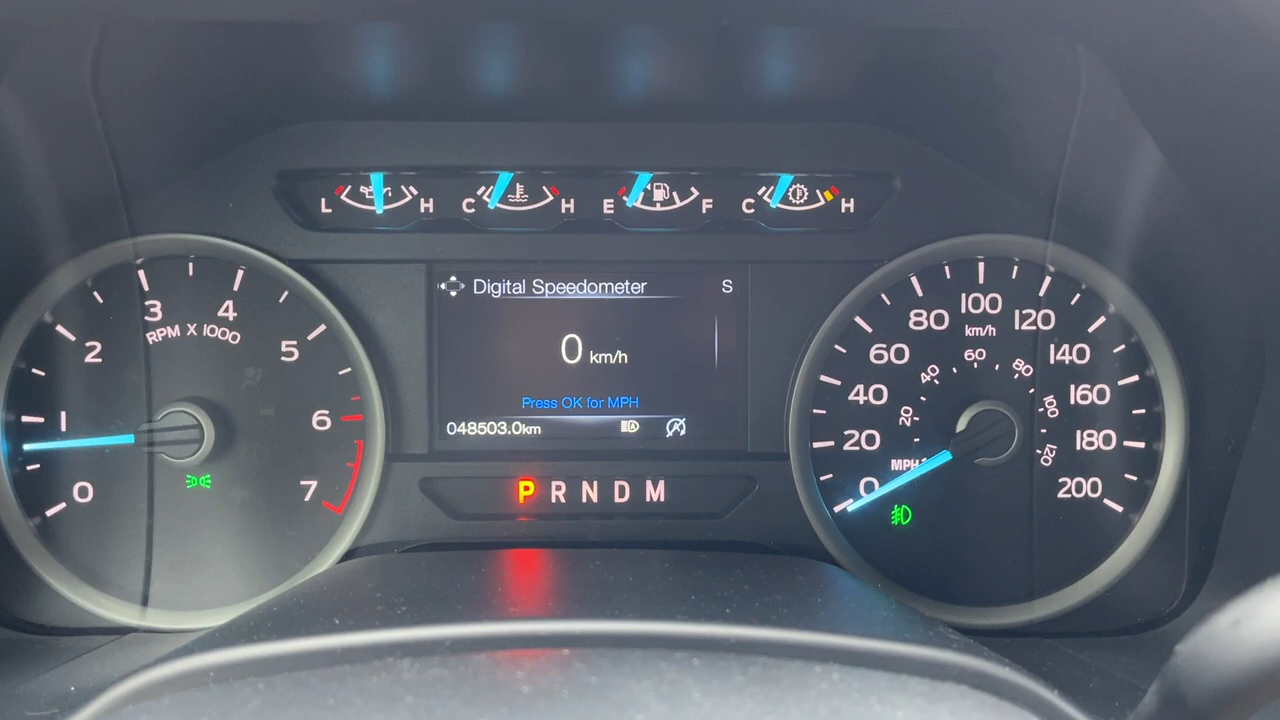 L H C H E F C H
3 4
RPM X 1000
2 5
1 6
0 7
Digital Speedometer S
0 km/h
Press OK for MPH
048503.0km
P R N D M
100
80 120
km/h
60 140
40 160
20 180
0 200
60
40 80
20 100
120
MPH